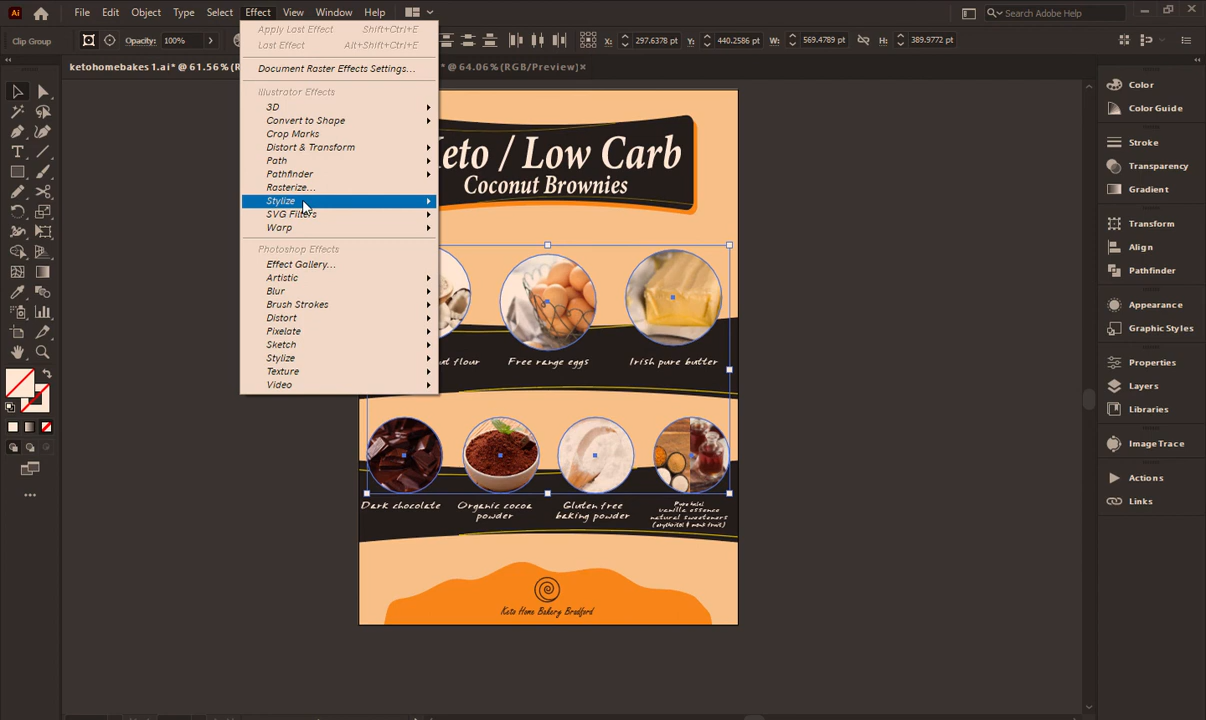 Ai File Edit Object Type Select Effect View Window Help Search Adobe Help
Clip Group Opacity: 100% X: 297.6378 pt Y: 440.2586 pt W: 569.4789 pt H: 389.9772 pt
ketohomebakes 1.ai* @ 61.56% (R * @ 64.06% (RGB/Preview) ×
Apply Last Effect Shift+Ctrl+E
Last Effect Alt+Shift+Ctrl+E
Document Raster Effects Settings...
Illustrator Effects
3D
Convert to Shape
Crop Marks
Distort & Transform
Path
Pathfinder
Rasterize...
Stylize
SVG Filters
Warp
Photoshop Effects
Effect Gallery...
Artistic
Blur
Brush Strokes
Distort
Pixelate
Sketch
Stylize
Texture
Video
Keto / Low Carb
Coconut Brownies
ut flour Free range eggs Irish pure butter
Dark chocolate
Organic cocoa
powder
Gluten free
baking powder
Pure halal
vanilla essence
natural sweeteners
(erythritol & monk fruit)
Keto Home Bakery Bradford
Color
Color Guide
Stroke
Transparency
Gradient
Transform
Align
Pathfinder
Appearance
Graphic Styles
Properties
Layers
Libraries
Image Trace
Actions
Links